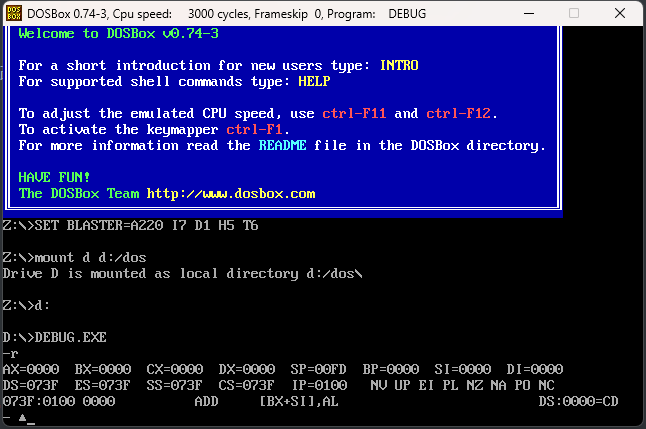 DOSBox 0.74-3, Cpu speed: 3000 cycles, Frameskip 0, Program: DEBUG
Welcome to DOSBox v0.74-3
For a short introduction for new users type: INTRO
For supported shell commands type: HELP
To adjust the emulated CPU speed, use ctrl-F11 and ctrl-F12.
To activate the keymapper ctrl-F1.
For more information read the README file in the DOSBox directory.
HAVE FUN!
The DOSBox Team http://www.dosbox.com
Z:\>SET BLASTER=A220 I7 D1 H5 T6
Z:\>mount d d:/dos
Drive D is mounted as local directory d:/dos\
Z:\>d:
D:\>DEBUG.EXE
-r
AX=0000 BX=0000 CX=0000 DX=0000 SP=00FD BP=0000 SI=0000 DI=0000
DS=073F ES=073F SS=073F CS=073F IP=0100 NV UP EI PL NZ NA PO NC
073F:0100 0000 ADD [BX+SI],AL DS:0000=CD
- ▲_